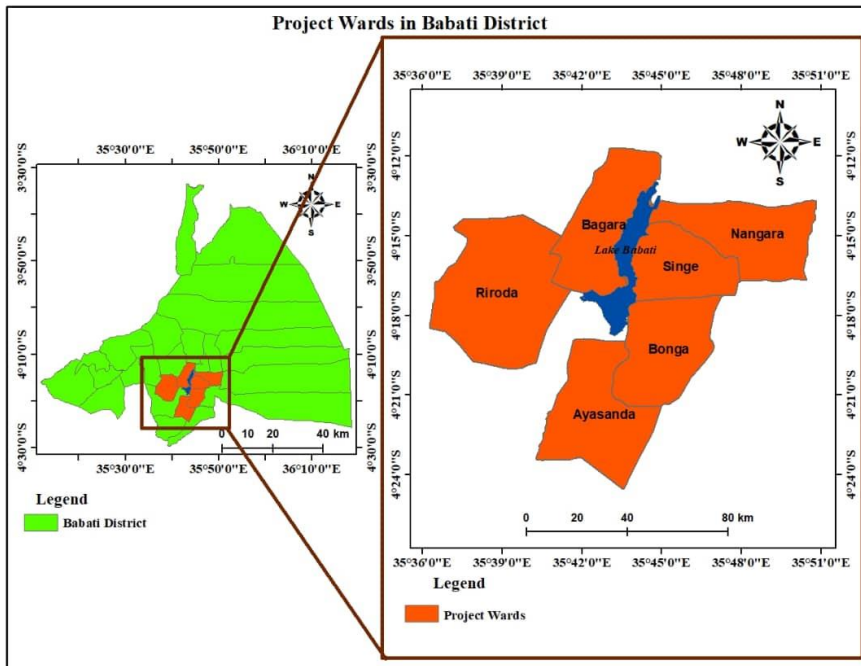 Project Wards in Babati District
35°30'0"E 35°50'0"E 36°10'0"E
3°30'0"S
3°50'0"S
4°10'0"S
4°30'0"S
3°30'0"S
3°50'0"S
4°10'0"S
4°30'0"S
N
W E
S
0 10 20 40 km
35°30'0"E 35°50'0"E 36°10'0"E
Legend
Babati District
35°36'0"E 35°39'0"E 35°42'0"E 35°45'0"E 35°48'0"E 35°51'0"E
4°12'0"S
4°15'0"S
4°18'0"S
4°21'0"S
4°24'0"S
4°12'0"S
4°15'0"S
4°18'0"S
4°21'0"S
4°24'0"S
N
W E
S
Bagara
Nangara
Lake Babati
Singe
Riroda
Bonga
Ayasanda
0 20 40 80 km
35°36'0"E 35°39'0"E 35°42'0"E 35°45'0"E 35°48'0"E 35°51'0"E
Legend
Project Wards